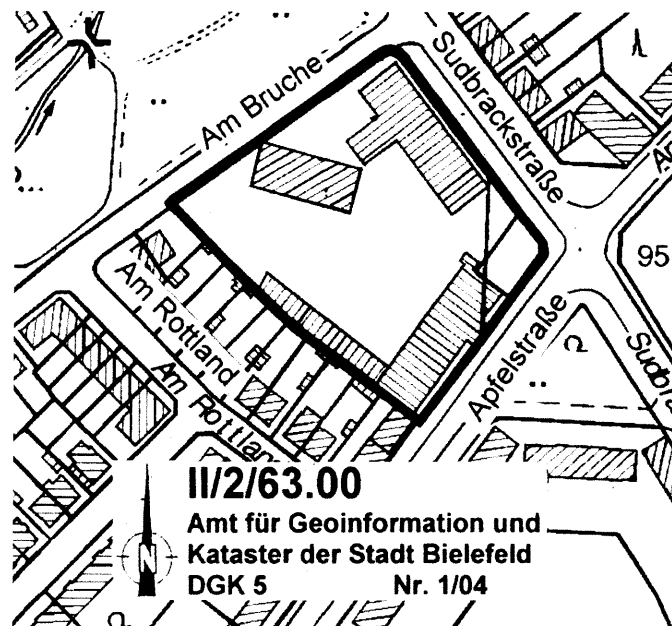 Am Bruche
Sudbrackstraße
95
Am Rottland
Am Rottland
Apfelstraße
II/2/63.00
Amt für Geoinformation und
Kataster der Stadt Bielefeld
N
DGK 5 Nr. 1/04